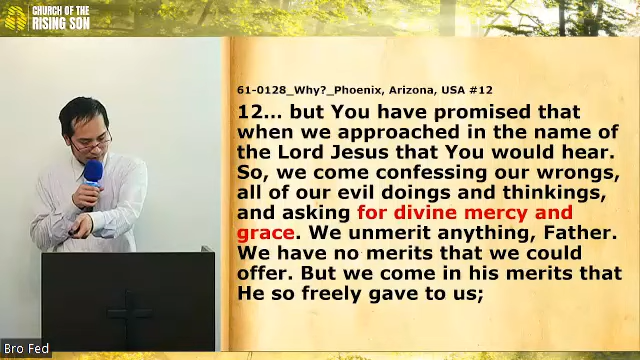 CHURCH OF THE
RISING SON
61-0128_Why?_Phoenix, Arizona, USA #12
12... but You have promised that
when we approached in the name of
the Lord Jesus that You would hear.
So, we come confessing our wrongs,
all of our evil doings and thinkings,
and asking for divine mercy and
grace. We unmerit anything, Father.
We have no merits that we could
offer. But we come in his merits that
He so freely gave to us;
Bro Fed